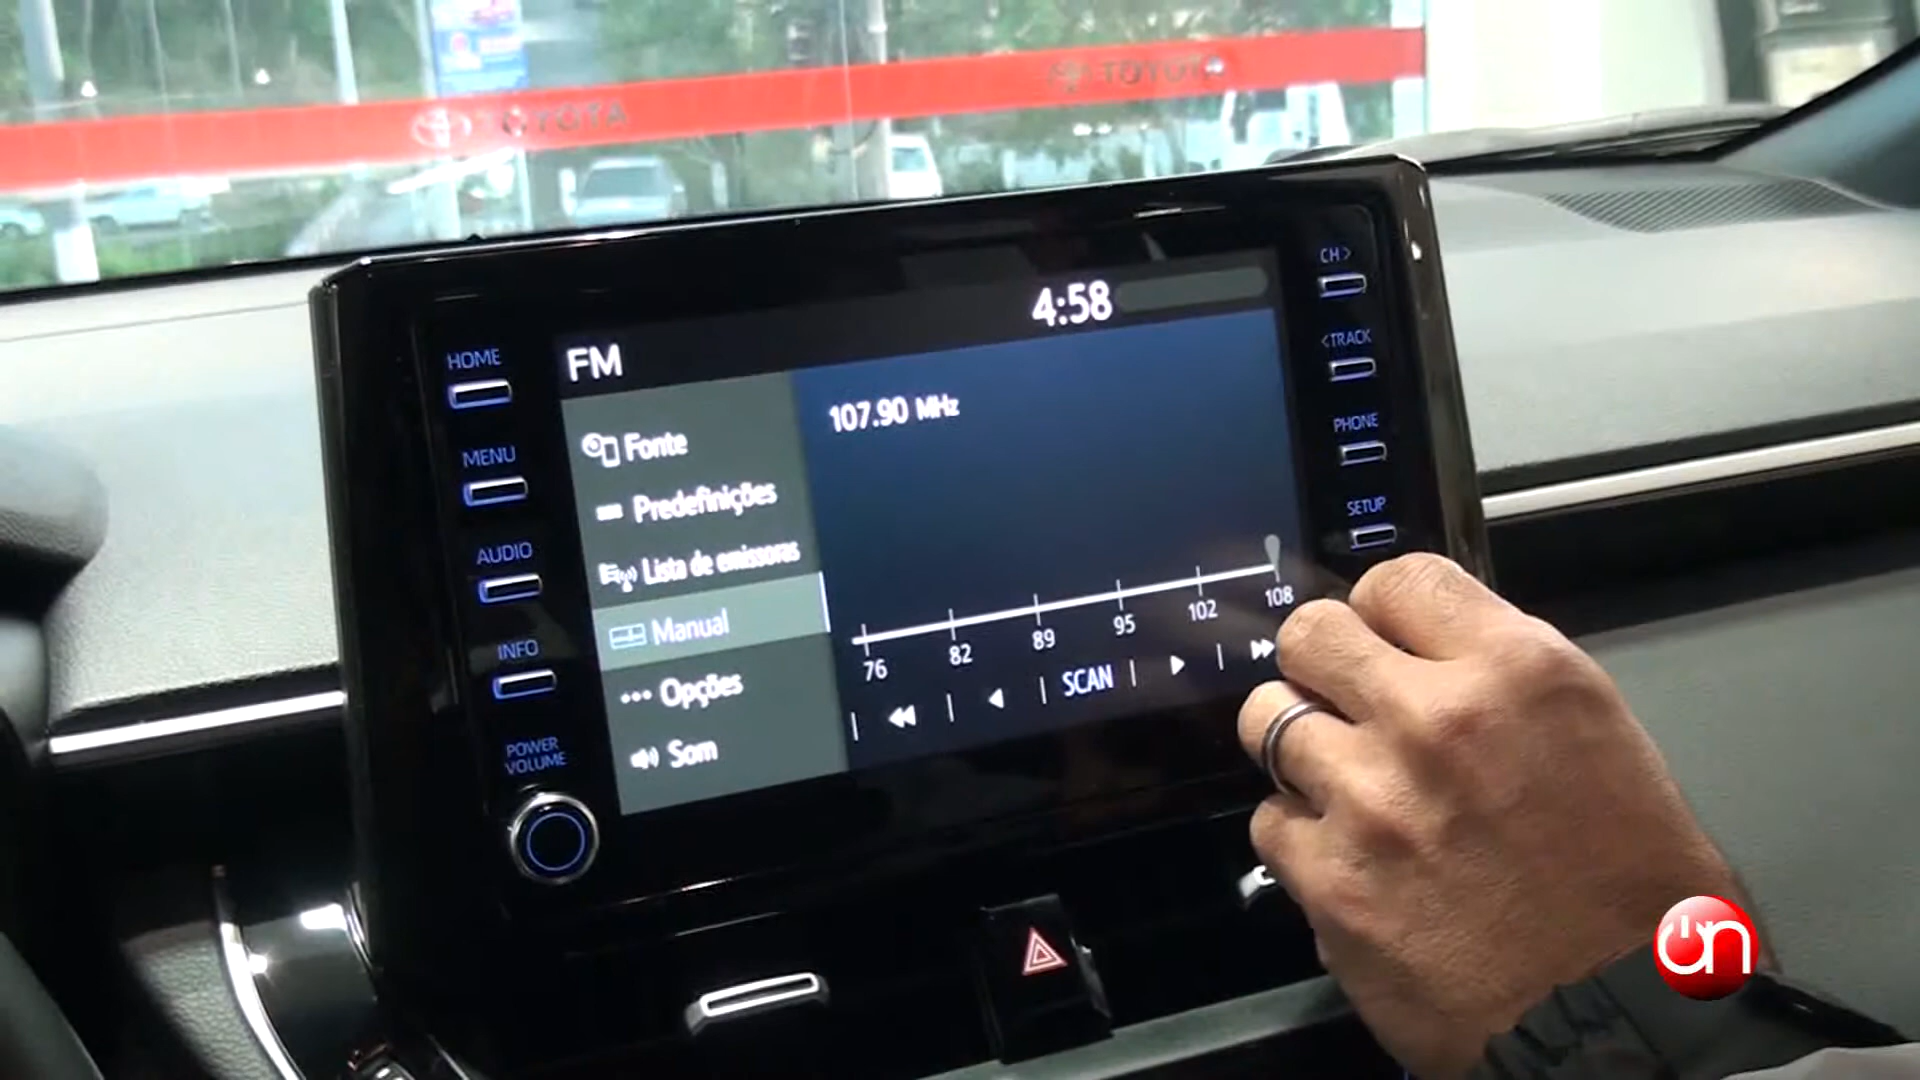 TOYOTA
TOYOTA
HOME
MENU
AUDIO
INFO
POWER
VOLUME
FM
4:58
Fonte
Predefinições
Lista de emissoras
Manual
Opções
Som
107.90 MHz
76 82 89 95 102 108
SCAN
CH >
< TRACK
PHONE
SETUP
on